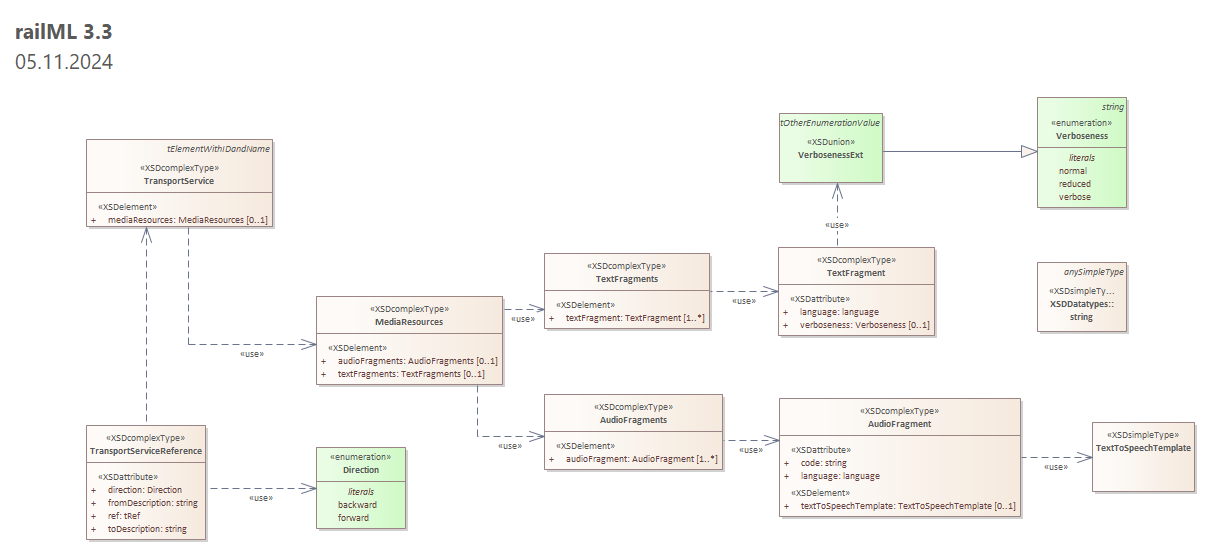 railML 3.3
05.11.2024
tElementWithIDandName
«XSDcomplexType»
TransportService
«XSDelement»
+ mediaResources: MediaResources [0..1]
«use»
«XSDcomplexType»
MediaResources
«XSDelement»
+ audioFragments: AudioFragments [0..1]
+ textFragments: TextFragments [0..1]
«use»
«XSDcomplexType»
TextFragments
«XSDelement»
+ textFragment: TextFragment [1..*]
«use»
«XSDcomplexType»
TextFragment
«XSDattribute»
+ language: language
+ verboseness: Verboseness [0..1]
«use»
tOtherEnumerationValue
«XSDunion»
VerbosenessExt
string
«enumeration»
Verboseness
literals
normal
reduced
verbose
anySimpleType
«XSDsimpleTy...
XSDDatatypes::
string
«use»
«XSDcomplexType»
AudioFragments
«XSDelement»
+ audioFragment: AudioFragment [1..*]
«use»
«XSDcomplexType»
AudioFragment
«XSDattribute»
+ code: string
+ language: language
«XSDelement»
+ textToSpeechTemplate: TextToSpeechTemplate [0..1]
«use»
«XSDsimpleType»
TextToSpeechTemplate
«XSDcomplexType»
TransportServiceReference
«XSDattribute»
+ direction: Direction
+ fromDescription: string
+ ref: tRef
+ toDescription: string
«use»
«enumeration»
Direction
literals
backward
forward